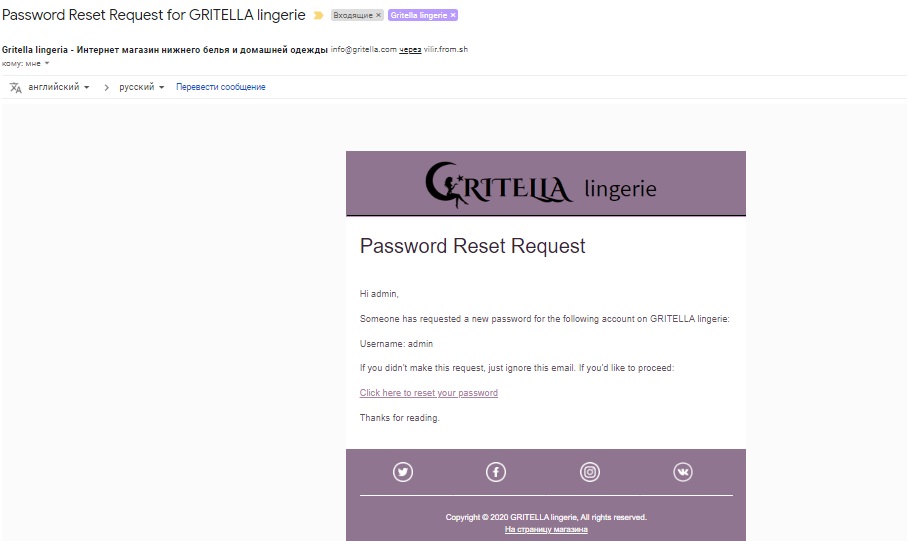 Password Reset Request for GRITELLA lingerie Входящие × Gritella lingerie ×
Gritella lingeria - Интернет магазин нижнего белья и домашней одежды info@gritella.com через vilir.from.sh
кому: мне
английский > русский Перевести сообщение
GRITELLA lingerie
Password Reset Request
Hi admin,
Someone has requested a new password for the following account on GRITELLA lingerie:
Username: admin
If you didn't make this request, just ignore this email. If you'd like to proceed:
Click here to reset your password
Thanks for reading.
Copyright © 2020 GRITELLA lingerie, All rights reserved.
На страницу магазина